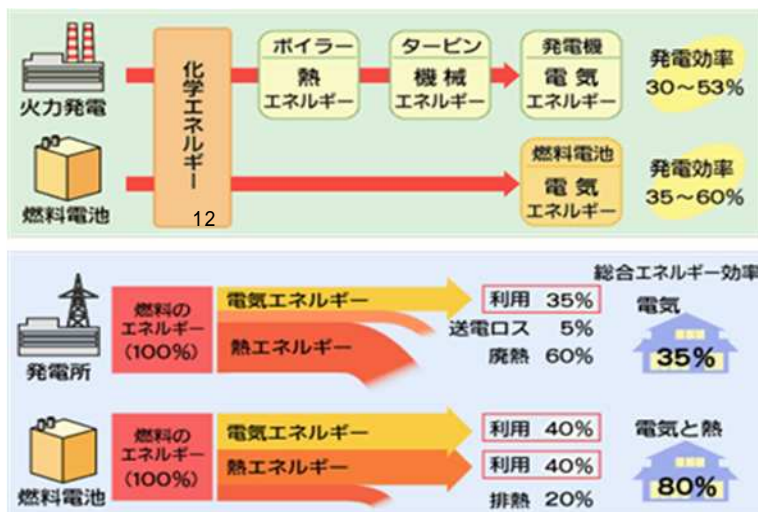 火力発電
化学エネルギー
ボイラー
熱
エネルギー
タービン
機械
エネルギー
発電機
電気
エネルギー
発電効率
30～53%
燃料電池
12
燃料電池
電気
エネルギー
発電効率
35～60%
総合エネルギー効率
発電所
燃料の
エネルギー
(100%)
電気エネルギー
熱エネルギー
利用 35%
送電ロス 5%
廃熱 60%
電気
35%
燃料電池
燃料の
エネルギー
(100%)
電気エネルギー
熱エネルギー
利用 40%
利用 40%
排熱 20%
電気と熱
80%